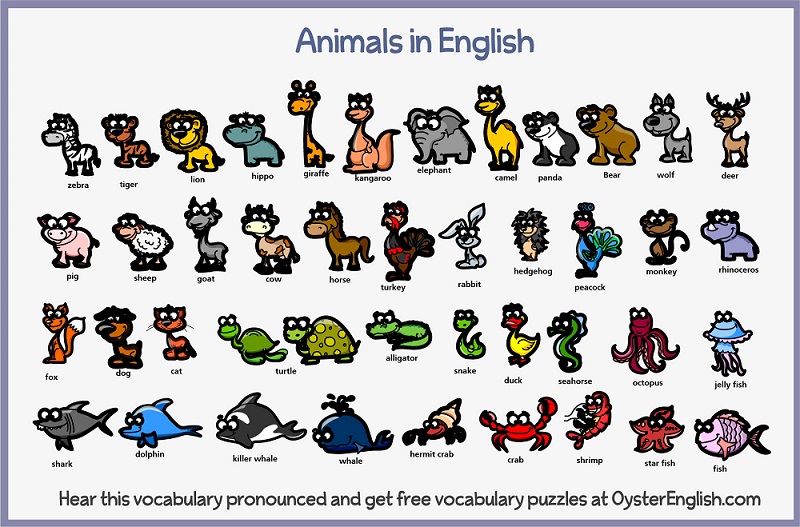 Animals in English
zebra tiger lion hippo giraffe kangaroo elephant camel panda Bear wolf deer
pig sheep goat cow horse turkey rabbit hedgehog peacock monkey rhinoceros
fox dog cat turtle alligator snake duck seahorse octopus jelly fish
shark dolphin killer whale whale hermit crab crab shrimp star fish fish
Hear this vocabulary pronounced and get free vocabulary puzzles at OysterEnglish.com